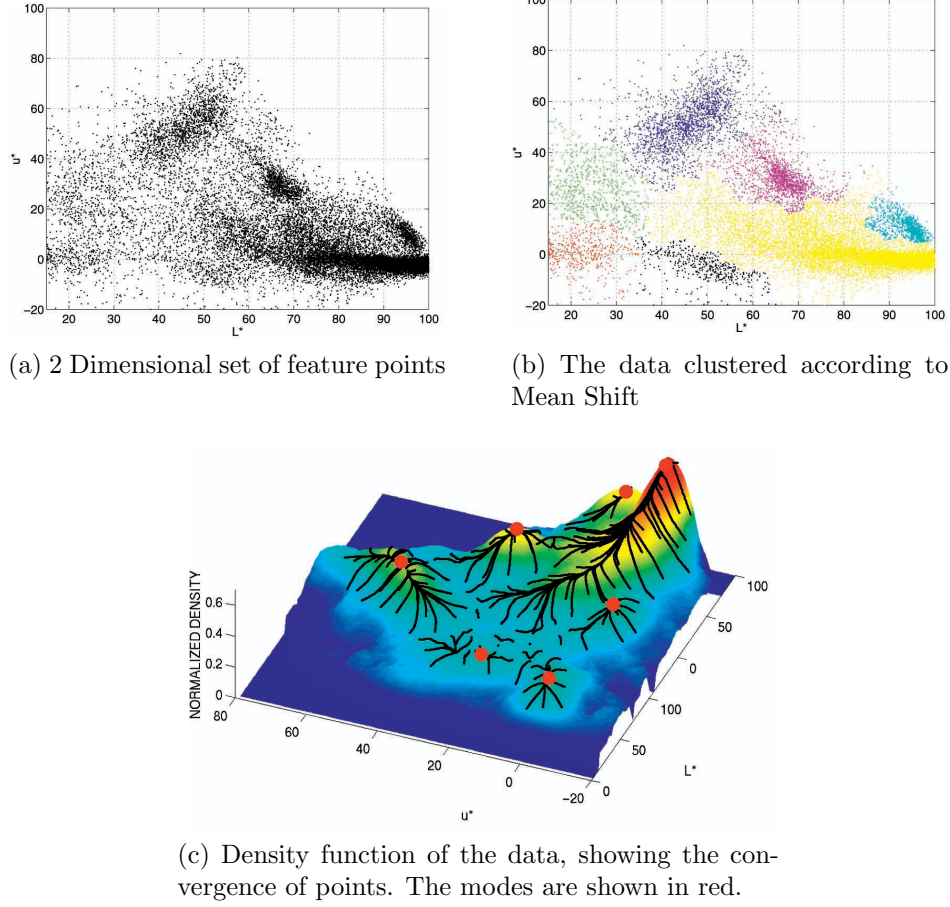 100
80
60
40
20
0
−20
u*
20 30 40 50 60 70 80 90 100
L*
(a) 2 Dimensional set of feature points
100
80
60
40
20
0
−20
u*
20 30 40 50 60 70 80 90 100
L*
(b) The data clustered according to
Mean Shift
NORMALIZED DENSITY
0.6
0.4
0.2
0
80
60
40
20
0
−20
u*
100
50
0
100
50
0
L*
(c) Density function of the data, showing the con-
vergence of points. The modes are shown in red.